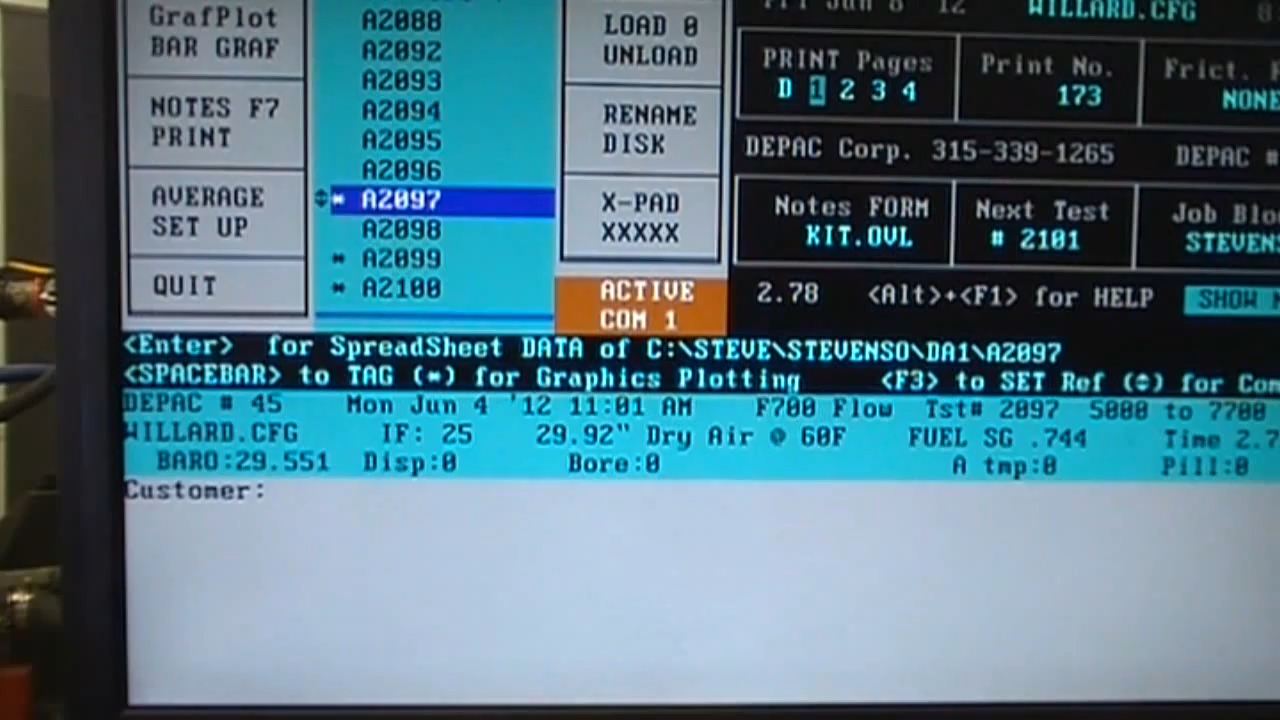 GrafPlot
BAR GRAF
NOTES F7
PRINT
AVERAGE
SET UP
QUIT
A2088
A2092
A2093
A2094
A2095
A2096
* A2097
A2098
* A2099
* A2100
LOAD 0
UNLOAD
RENAME
DISK
X-PAD
XXXXX
ACTIVE
COM 1
Fri Jun 8 '12 WILLARD.CFG
PRINT Pages
D 1 2 3 4
Print No.
173
Frict.
NONE
DEPAC Corp. 315-339-1265 DEPAC #
Notes FORM
KIT.OVL
Next Test
# 2101
Job Blo
STEVENS
2.78 <Alt>+<F1> for HELP SHOW
<Enter> for SpreadSheet DATA of C:\STEVE\STEVENSO\DA1\A2097
<SPACEBAR> to TAG (*) for Graphics Plotting <F3> to SET Ref (≑) for Com
DEPAC # 45 Mon Jun 4 '12 11:01 AM F700 Flow Tst# 2097 5000 to 7700
WILLARD.CFG IF: 25 29.92" Dry Air @ 60F FUEL SG .744 Time 2.7
BARO:29.551 Disp:0 Bore:0 A tmp:0 Pill:0
Customer: